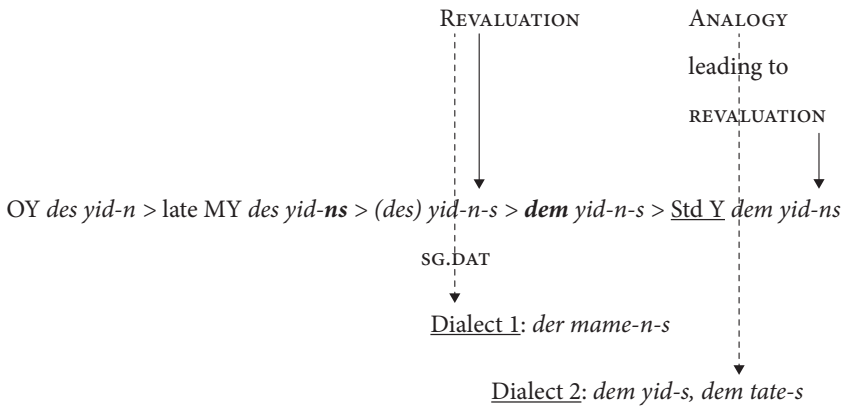 REVALUATION ANALOGY
leading to
REVALUATION
OY des yid-n > late MY des yid-ns > (des) yid-n-s > dem yid-n-s > Std Y dem yid-ns
SG.DAT
Dialect 1: der mame-n-s
Dialect 2: dem yid-s, dem tate-s